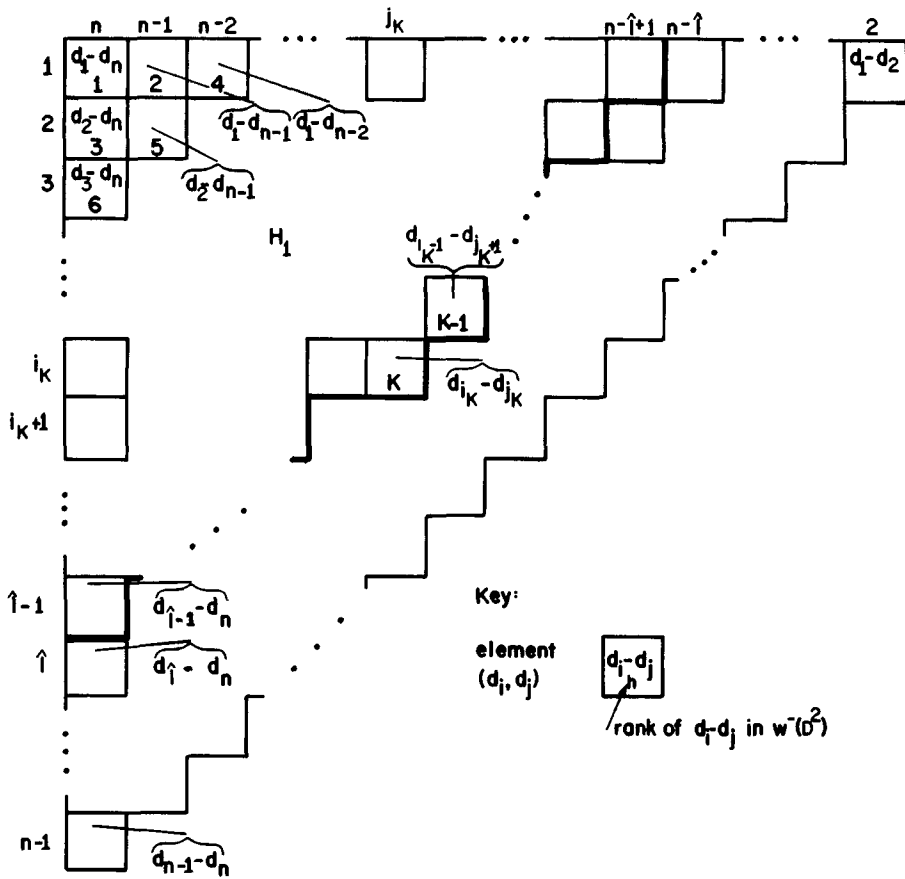 n n-1 n-2 ... j_K ... n-î+1 n-î ... 2
1 d_1-d_n 1 2 4 d_1-d_2
d_1-d_{n-1} d_1-d_{n-2}
2 d_2-d_n 3 5
d_2-d_{n-1}
3 d_3-d_n 6
H_1
d_{i_K-1}-d_{j_K+1}
K-1
i_K K d_{i_K}-d_{j_K}
i_K+1
î-1 d_{î-1}-d_n
î d_î-d_n
n-1 d_{n-1}-d_n
Key:
element
(d_i, d_j)
d_i-d_j
h
rank of d_i-d_j in w^-(D^2)